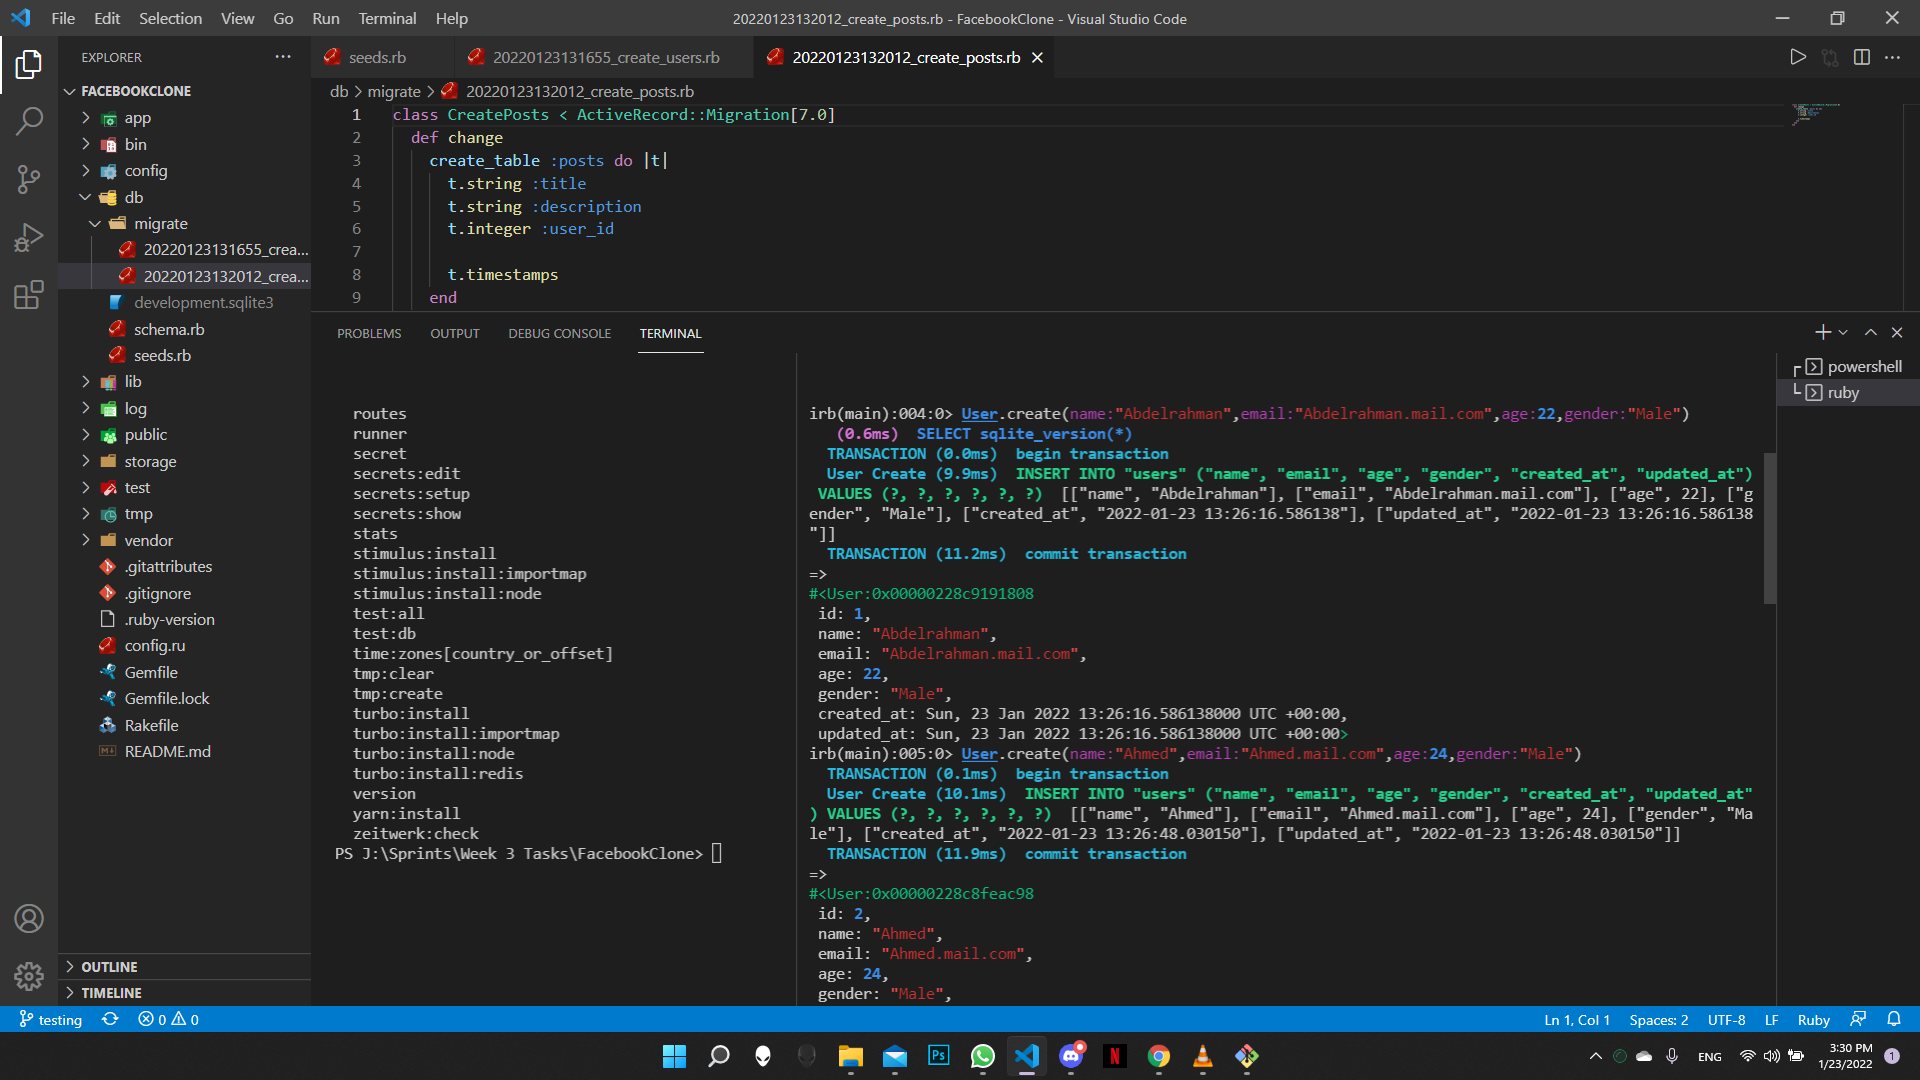 File Edit Selection View Go Run Terminal Help
20220123132012_create_posts.rb - FacebookClone - Visual Studio Code
EXPLORER
FACEBOOKCLONE
app
bin
config
db
migrate
20220123131655_crea...
20220123132012_crea...
development.sqlite3
schema.rb
seeds.rb
lib
log
public
storage
test
tmp
vendor
.gitattributes
.gitignore
.ruby-version
config.ru
Gemfile
Gemfile.lock
Rakefile
README.md
OUTLINE
TIMELINE
seeds.rb
20220123131655_create_users.rb
20220123132012_create_posts.rb
db > migrate > 20220123132012_create_posts.rb
1 class CreatePosts < ActiveRecord::Migration[7.0]
2 def change
3 create_table :posts do |t|
4 t.string :title
5 t.string :description
6 t.integer :user_id
7
8 t.timestamps
9 end
PROBLEMS OUTPUT DEBUG CONSOLE TERMINAL
routes
runner
secret
secrets:edit
secrets:setup
secrets:show
stats
stimulus:install
stimulus:install:importmap
stimulus:install:node
test:all
test:db
time:zones[country_or_offset]
tmp:clear
tmp:create
turbo:install
turbo:install:importmap
turbo:install:node
turbo:install:redis
version
yarn:install
zeitwerk:check
PS J:\Sprints\Week 3 Tasks\FacebookClone>
irb(main):004:0> User.create(name:"Abdelrahman",email:"Abdelrahman.mail.com",age:22,gender:"Male")
(0.6ms) SELECT sqlite_version(*)
TRANSACTION (0.0ms) begin transaction
User Create (9.9ms) INSERT INTO "users" ("name", "email", "age", "gender", "created_at", "updated_at")
VALUES (?, ?, ?, ?, ?, ?) [["name", "Abdelrahman"], ["email", "Abdelrahman.mail.com"], ["age", 22], ["g
ender", "Male"], ["created_at", "2022-01-23 13:26:16.586138"], ["updated_at", "2022-01-23 13:26:16.586138
"]]
TRANSACTION (11.2ms) commit transaction
=>
#<User:0x00000228c9191808
id: 1,
name: "Abdelrahman",
email: "Abdelrahman.mail.com",
age: 22,
gender: "Male",
created_at: Sun, 23 Jan 2022 13:26:16.586138000 UTC +00:00,
updated_at: Sun, 23 Jan 2022 13:26:16.586138000 UTC +00:00>
irb(main):005:0> User.create(name:"Ahmed",email:"Ahmed.mail.com",age:24,gender:"Male")
TRANSACTION (0.1ms) begin transaction
User Create (10.1ms) INSERT INTO "users" ("name", "email", "age", "gender", "created_at", "updated_at"
) VALUES (?, ?, ?, ?, ?, ?) [["name", "Ahmed"], ["email", "Ahmed.mail.com"], ["age", 24], ["gender", "Ma
le"], ["created_at", "2022-01-23 13:26:48.030150"], ["updated_at", "2022-01-23 13:26:48.030150"]]
TRANSACTION (11.9ms) commit transaction
=>
#<User:0x00000228c8feac98
id: 2,
name: "Ahmed",
email: "Ahmed.mail.com",
age: 24,
gender: "Male",
powershell
ruby
testing 0 0
Ln 1, Col 1 Spaces: 2 UTF-8 LF Ruby
Ps
N
ENG
3:30 PM
1/23/2022
1